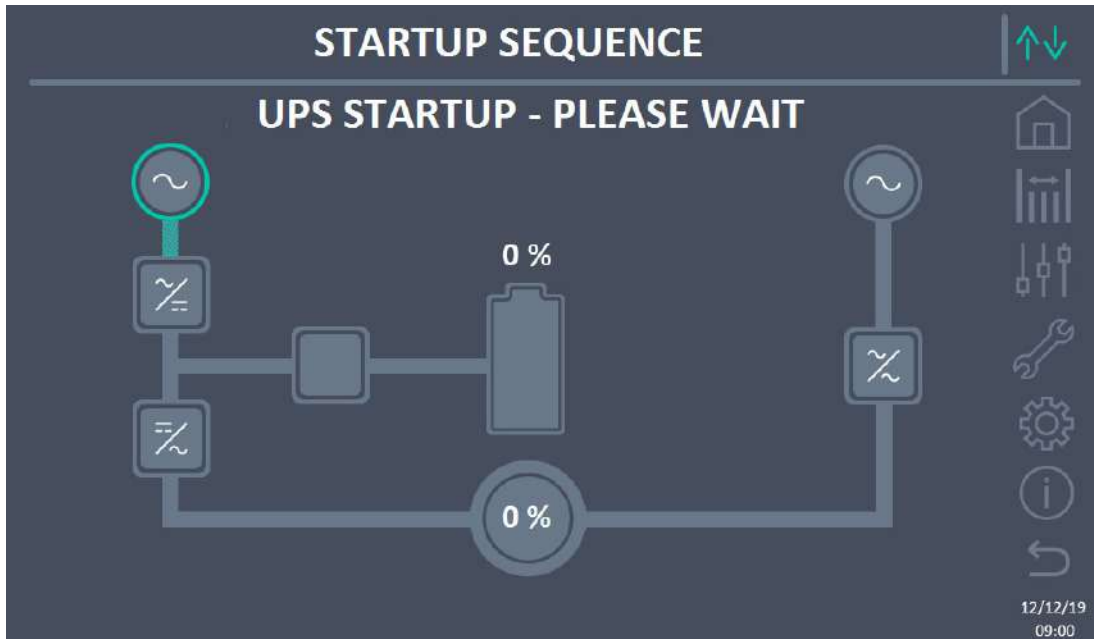 STARTUP SEQUENCE
UPS STARTUP - PLEASE WAIT
0 %
0 %
12/12/19
09:00